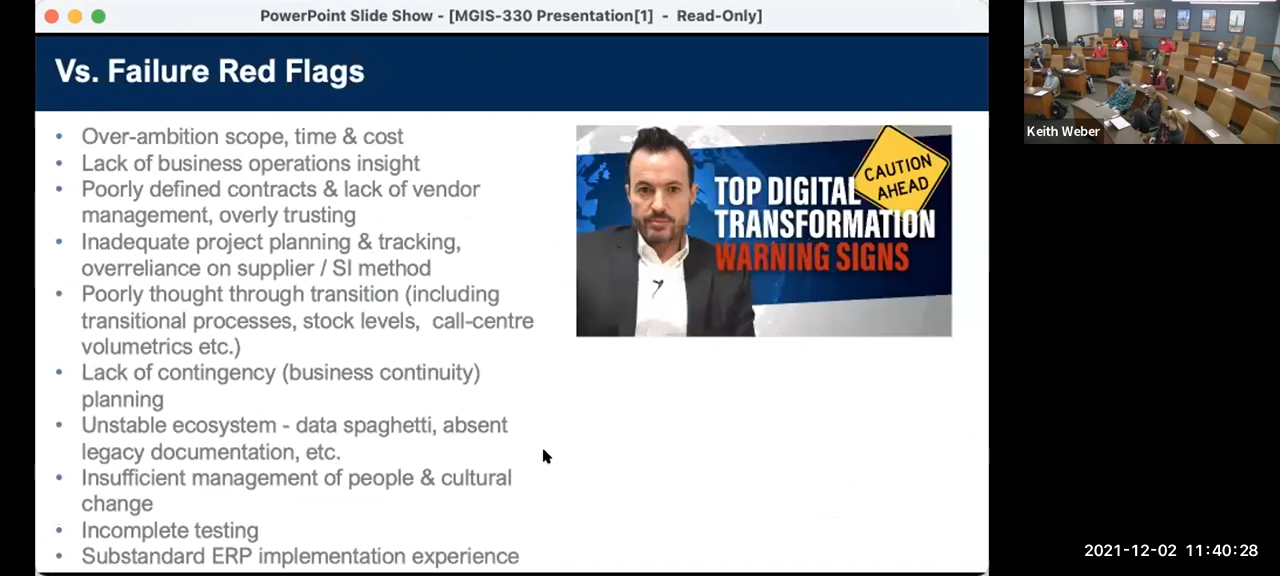 PowerPoint Slide Show - [MGIS-330 Presentation[1] - Read-Only]
Vs. Failure Red Flags
• Over-ambition scope, time & cost
• Lack of business operations insight
• Poorly defined contracts & lack of vendor
management, overly trusting
• Inadequate project planning & tracking,
overreliance on supplier / SI method
• Poorly thought through transition (including
transitional processes, stock levels, call-centre
volumetrics etc.)
• Lack of contingency (business continuity)
planning
• Unstable ecosystem - data spaghetti, absent
legacy documentation, etc.
• Insufficient management of people & cultural
change
• Incomplete testing
• Substandard ERP implementation experience
CAUTION
AHEAD
TOP DIGITAL
TRANSFORMATION
WARNING SIGNS
Keith Weber
2021-12-02 11:40:28